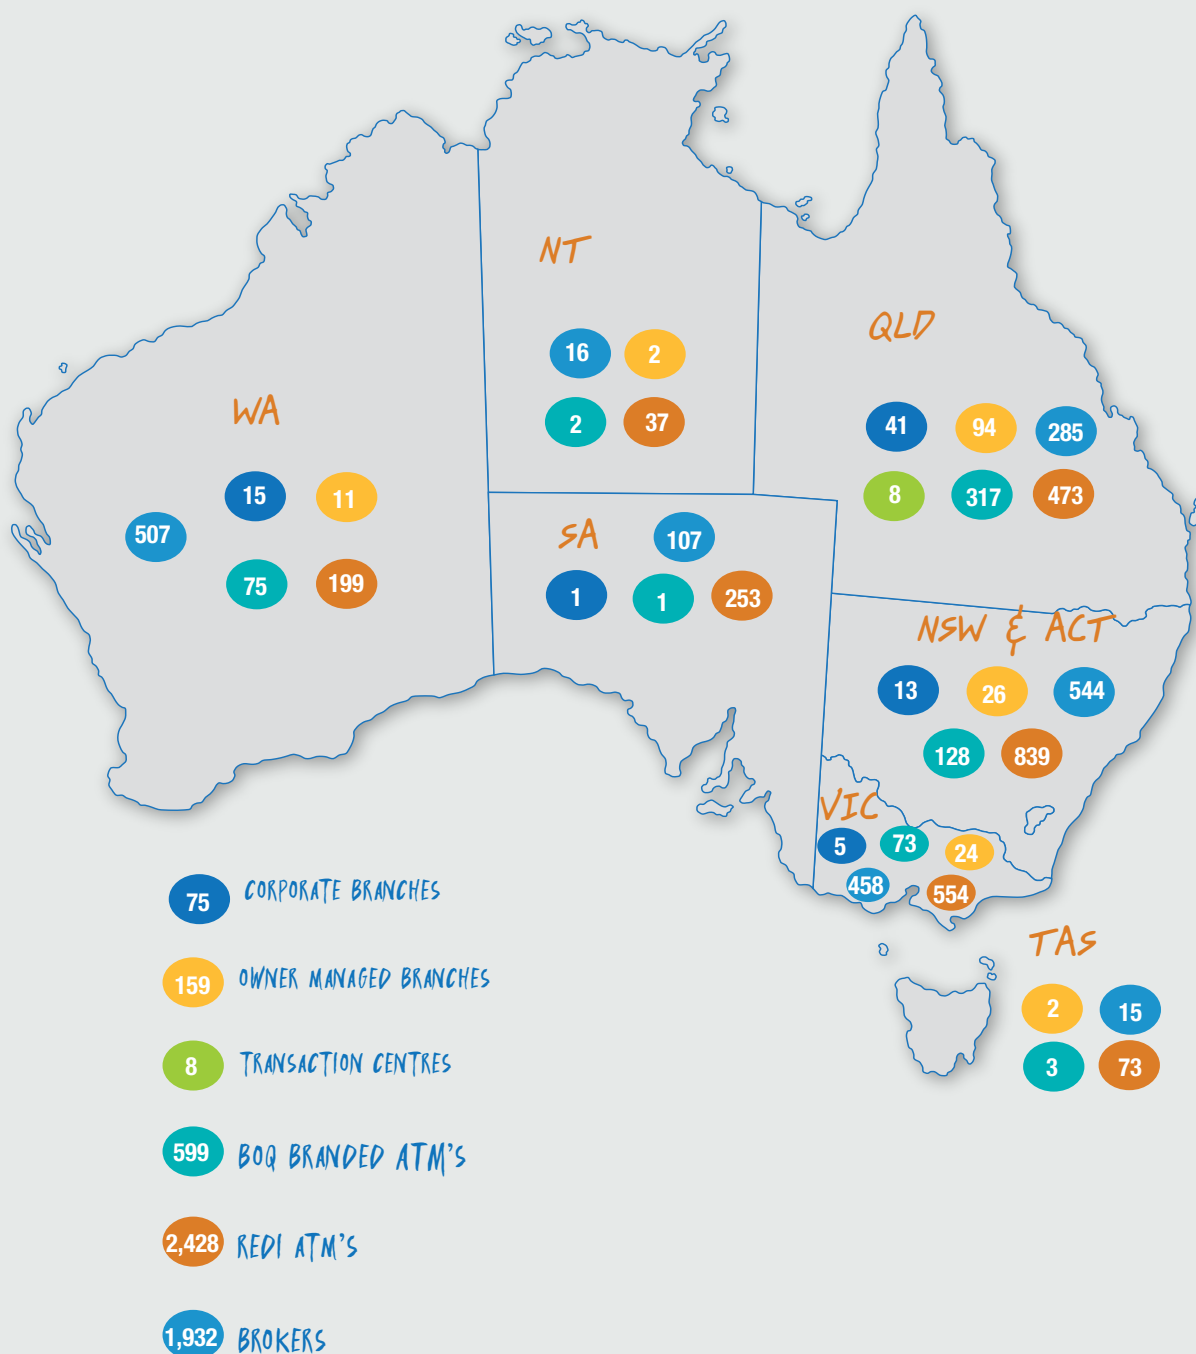 NT
16 2
2 37
QLD
41 94 285
8 317 473
WA
15 11
507
75 199
SA 107
1 1 253
NSW & ACT
13 26 544
128 839
VIC
5 73 24
458 554
TAS
2 15
3 73
75 CORPORATE BRANCHES
159 OWNER MANAGED BRANCHES
8 TRANSACTION CENTRES
599 BOQ BRANDED ATM'S
2,428 REDI ATM'S
1,932 BROKERS